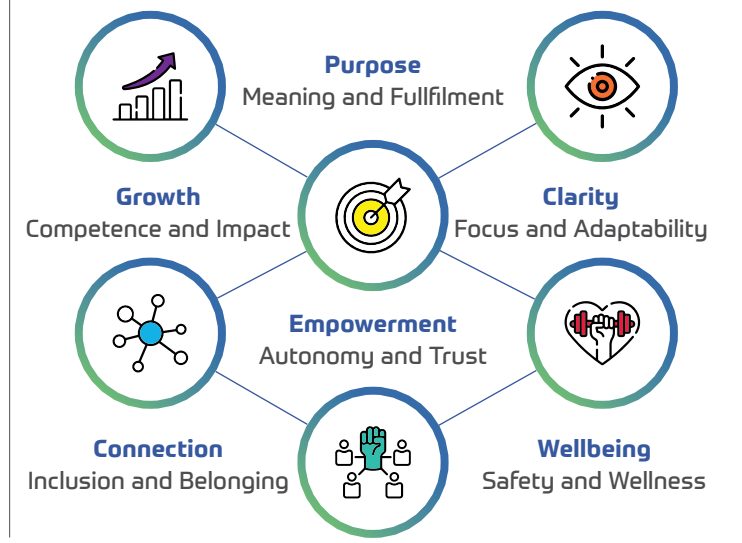 Purpose
Meaning and Fullfilment
Growth
Competence and Impact
Clarity
Focus and Adaptability
Empowerment
Autonomy and Trust
Connection
Inclusion and Belonging
Wellbeing
Safety and Wellness